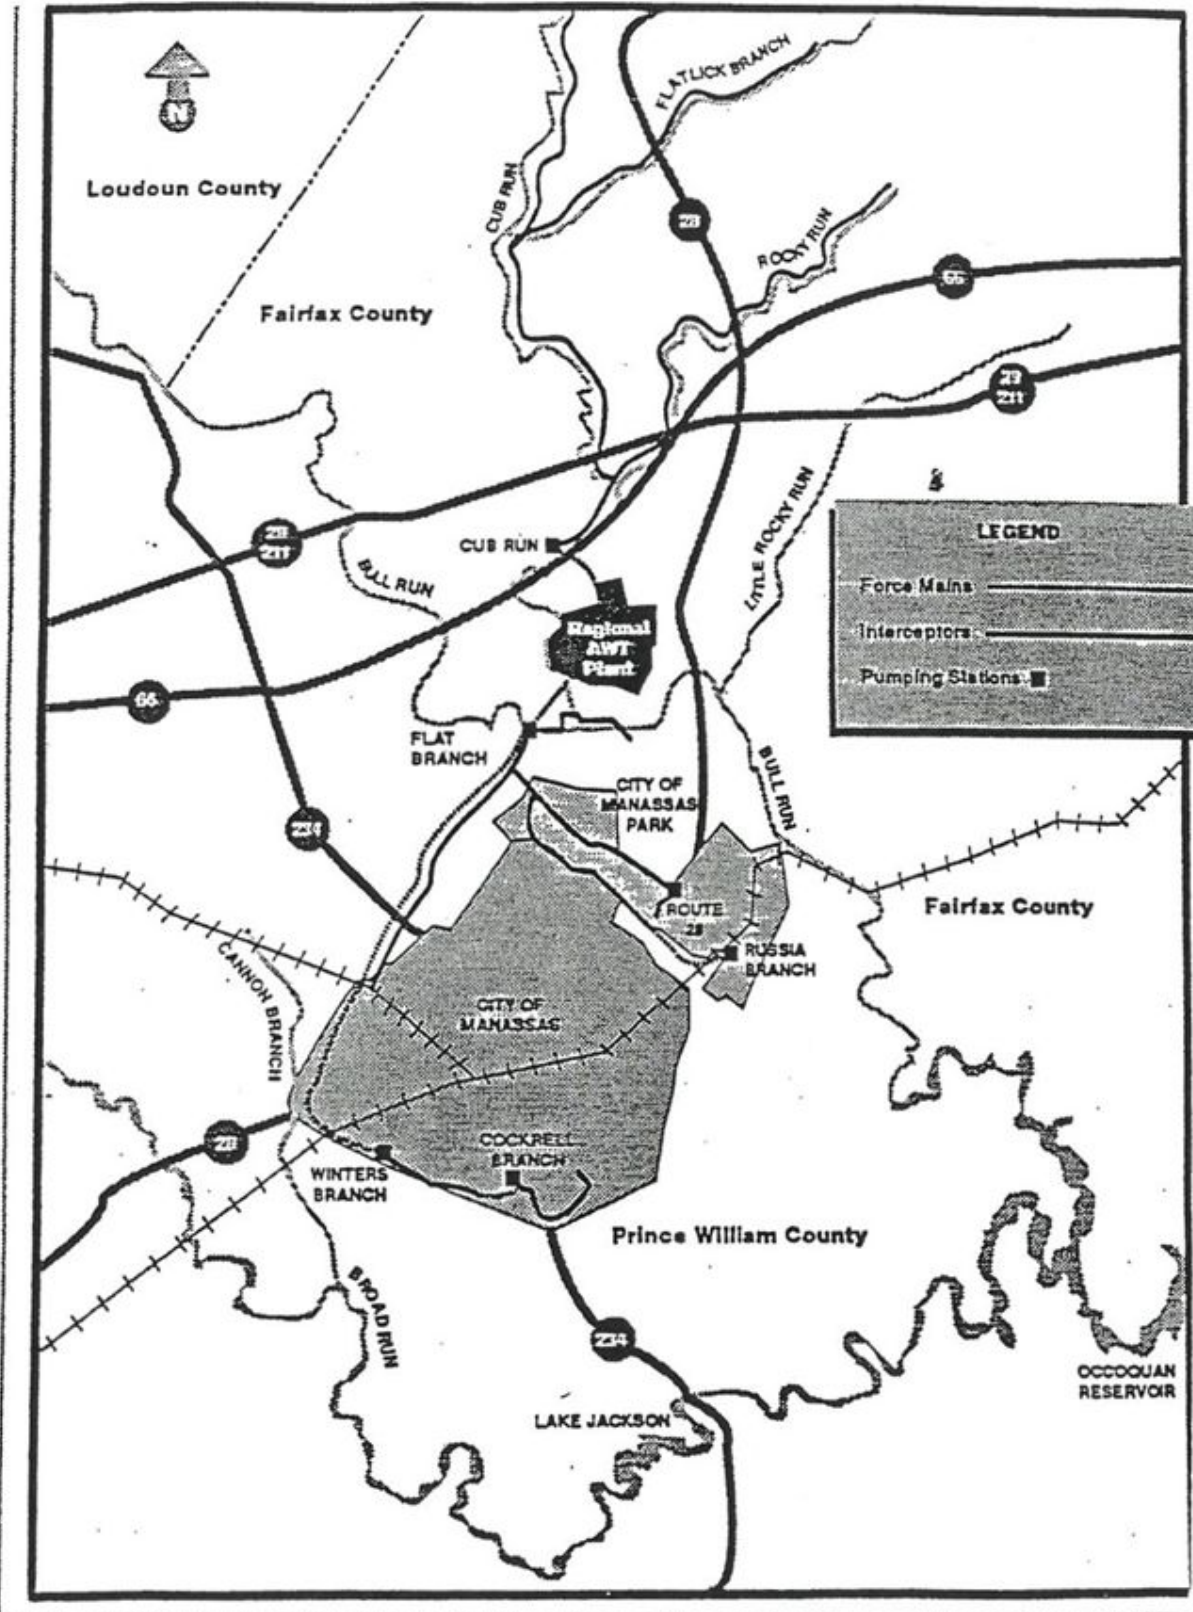 N
FLATLICK BRANCH
Loudoun County
CUB RUN
28
ROCKY RUN
66
Fairfax County
29
211
LITTLE ROCKY RUN
LEGEND
Force Mains
Interceptors
Pumping Stations
29
211
CUB RUN
BULL RUN
Regional
AWT
Plant
66
FLAT
BRANCH
BULL RUN
CITY OF
MANASSAS
PARK
234
ROUTE
28
Fairfax County
RUSSIA
BRANCH
CANNON BRANCH
CITY OF
MANASSAS
28
COCKRELL
BRANCH
WINTERS
BRANCH
Prince William County
BROAD RUN
234
OCCOQUAN
RESERVOIR
LAKE JACKSON